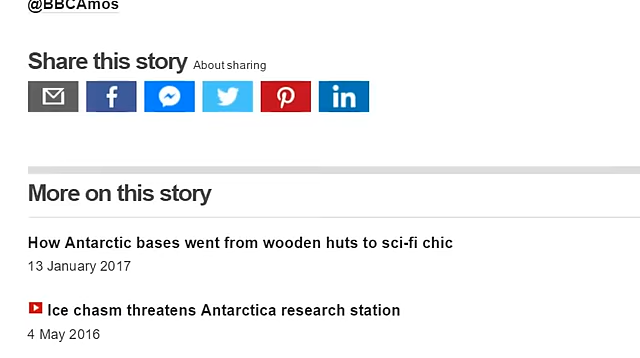 @BBCAmos
Share this story About sharing
More on this story
How Antarctic bases went from wooden huts to sci-fi chic
13 January 2017
Ice chasm threatens Antarctica research station
4 May 2016